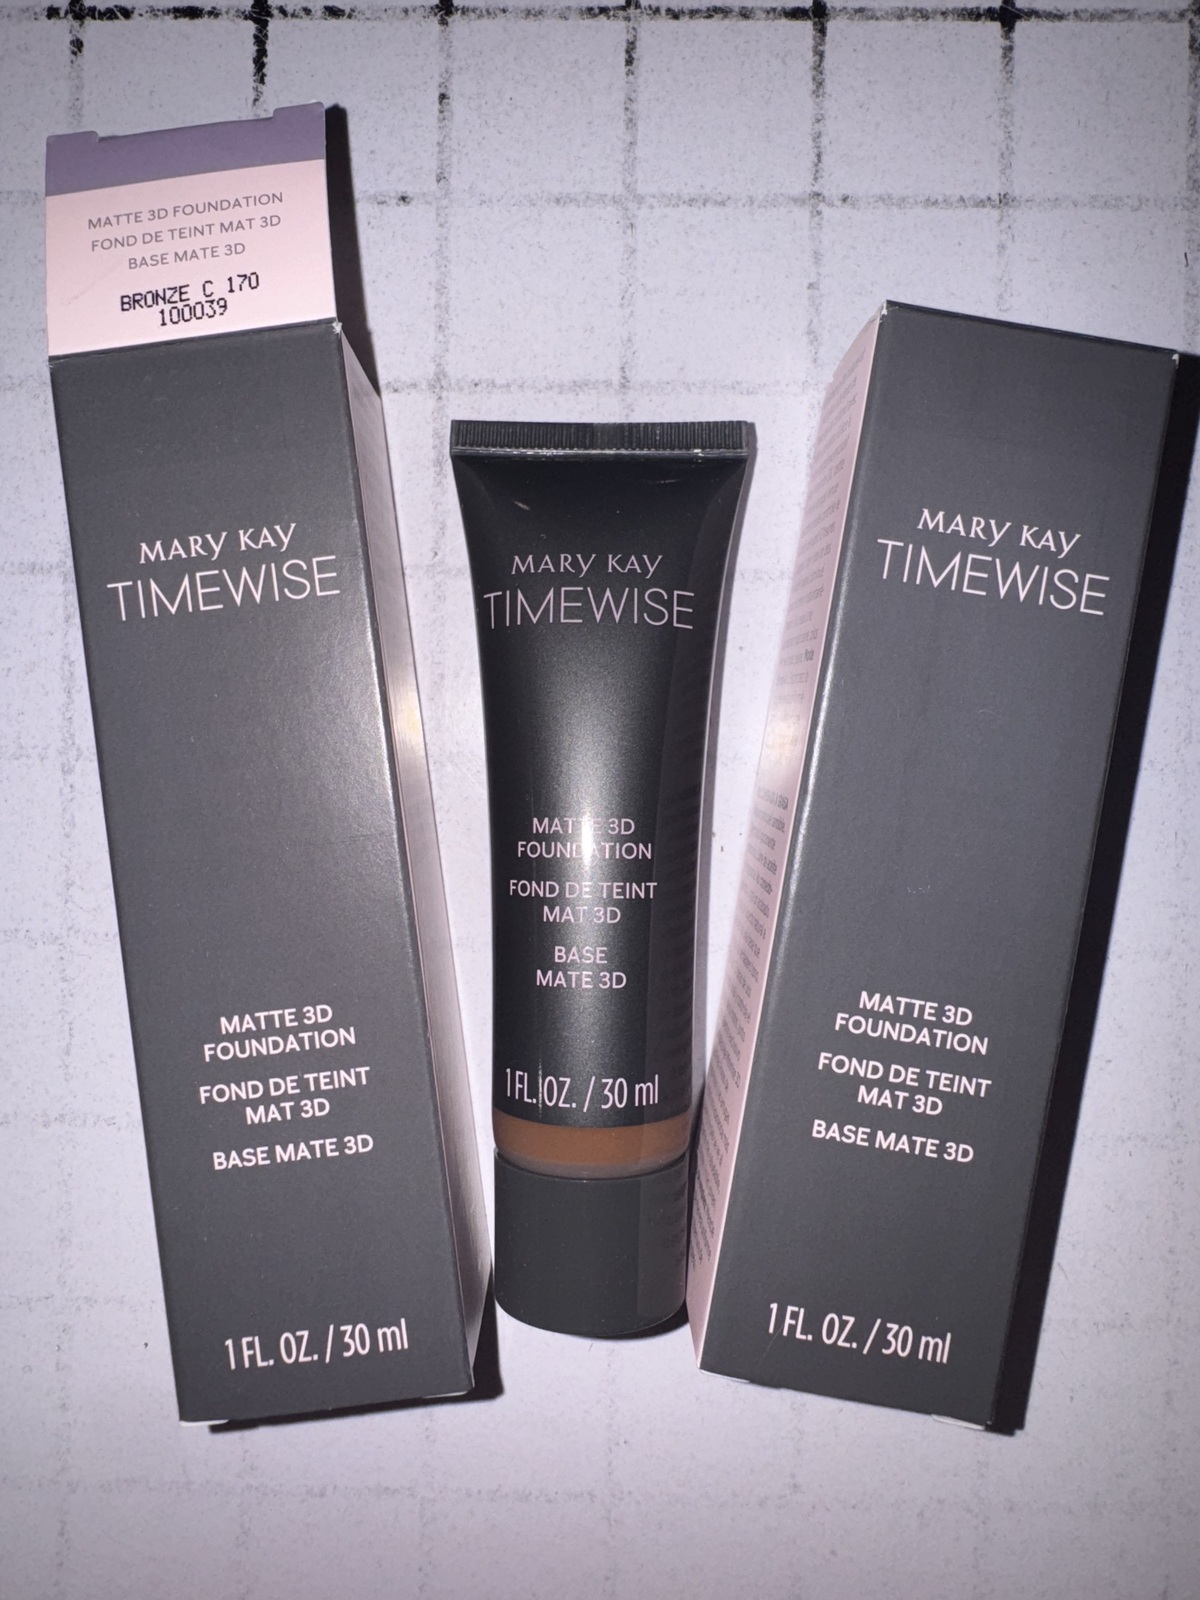 MATTE 3D FOUNDATION
FOND DE TEINT MAT 3D
BASE MATE 3D
BRONZE C 170
100039
MARY KAY
TIMEWISE
MATTE 3D
FOUNDATION
FOND DE TEINT
MAT 3D
BASE MATE 3D
1 FL. OZ. / 30 ml
MARY KAY
TIMEWISE
MATTE 3D
FOUNDATION
FOND DE TEINT
MAT 3D
BASE
MATE 3D
1 FL. OZ. / 30 ml
MARY KAY
TIMEWISE
MATTE 3D
FOUNDATION
FOND DE TEINT
MAT 3D
BASE MATE 3D
1 FL. OZ. / 30 ml